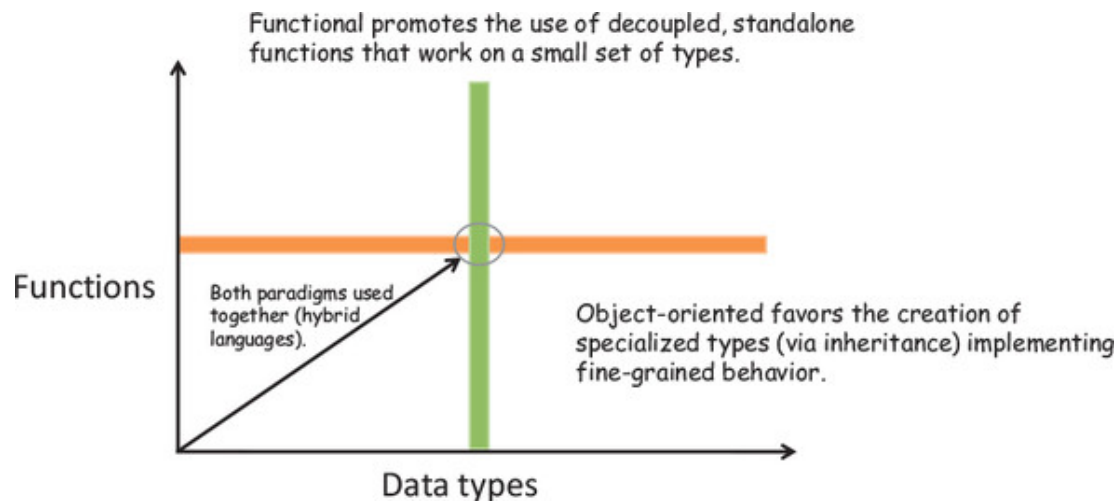 Functional promotes the use of decoupled, standalone
functions that work on a small set of types.
Functions
Both paradigms used
together (hybrid
languages).
Object-oriented favors the creation of
specialized types (via inheritance) implementing
fine-grained behavior.
Data types